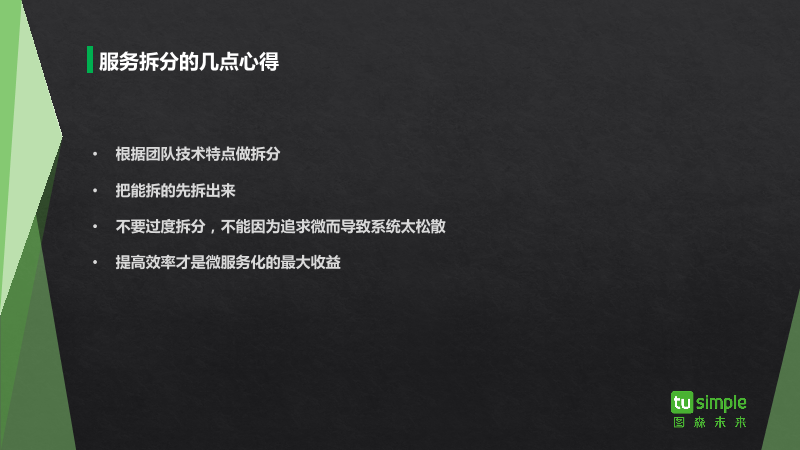 服务拆分的几点心得
• 根据团队技术特点做拆分
• 把能拆的先拆出来
• 不要过度拆分，不能因为追求微而导致系统太松散
• 提高效率才是微服务化的最大收益
tu simple
图森未来